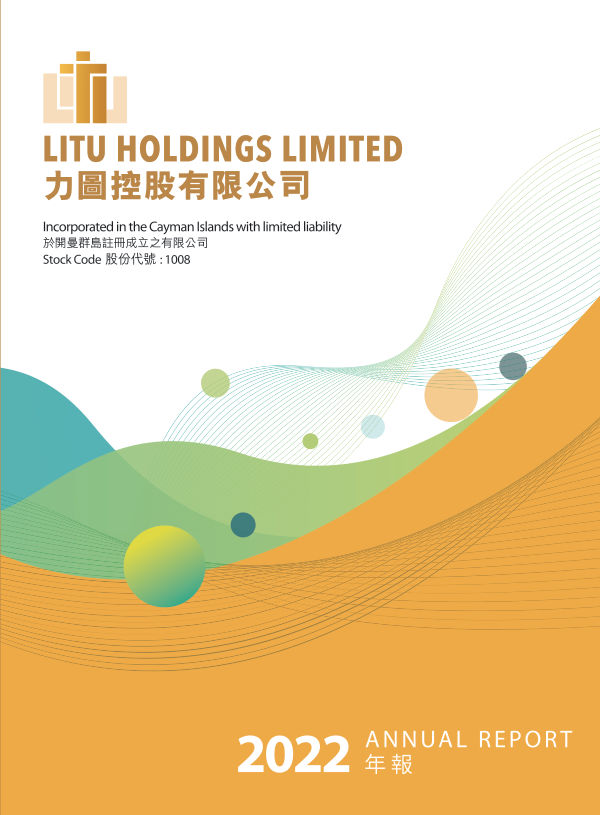 LITU
LITU HOLDINGS LIMITED
力圖控股有限公司
Incorporated in the Cayman Islands with limited liability
於開曼群島註冊成立之有限公司
Stock Code 股份代號 : 1008
2022 ANNUAL REPORT
年報